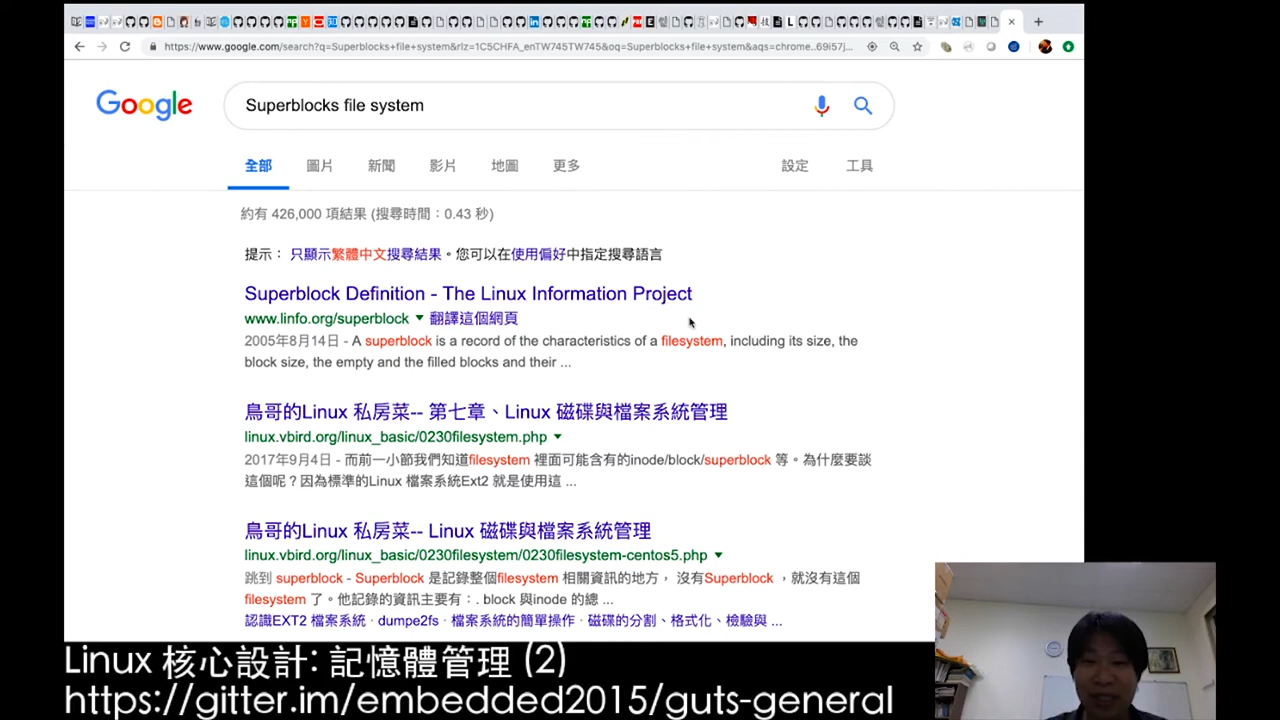 https://www.google.com/search?q=Superblocks+file+system&rlz=1C5CHFA_enTW745TW745&oq=Superblocks+file+system&aqs=chrome..69i57j...
Google
Superblocks file system
全部 圖片 新聞 影片 地圖 更多 設定 工具
約有 426,000 項結果 (搜尋時間：0.43 秒)
提示： 只顯示繁體中文搜尋結果。您可以在使用偏好中指定搜尋語言
Superblock Definition - The Linux Information Project
www.linfo.org/superblock ▼ 翻譯這個網頁
2005年8月14日 - A superblock is a record of the characteristics of a filesystem, including its size, the
block size, the empty and the filled blocks and their ...
鳥哥的Linux 私房菜-- 第七章、Linux 磁碟與檔案系統管理
linux.vbird.org/linux_basic/0230filesystem.php ▼
2017年9月4日 - 而前一小節我們知道filesystem 裡面可能含有的inode/block/superblock 等。為什麼要談
這個呢？因為標準的Linux 檔案系統Ext2 就是使用這 ...
鳥哥的Linux 私房菜-- Linux 磁碟與檔案系統管理
linux.vbird.org/linux_basic/0230filesystem/0230filesystem-centos5.php ▼
跳到 superblock - Superblock 是記錄整個filesystem 相關資訊的地方， 沒有Superblock ，就沒有這個
filesystem 了。他記錄的資訊主要有：. block 與inode 的總 ...
認識EXT2 檔案系統 · dumpe2fs · 檔案系統的簡單操作 · 磁碟的分割、格式化、檢驗與 ...
Linux 核心設計: 記憶體管理 (2)
https://gitter.im/embedded2015/guts-general